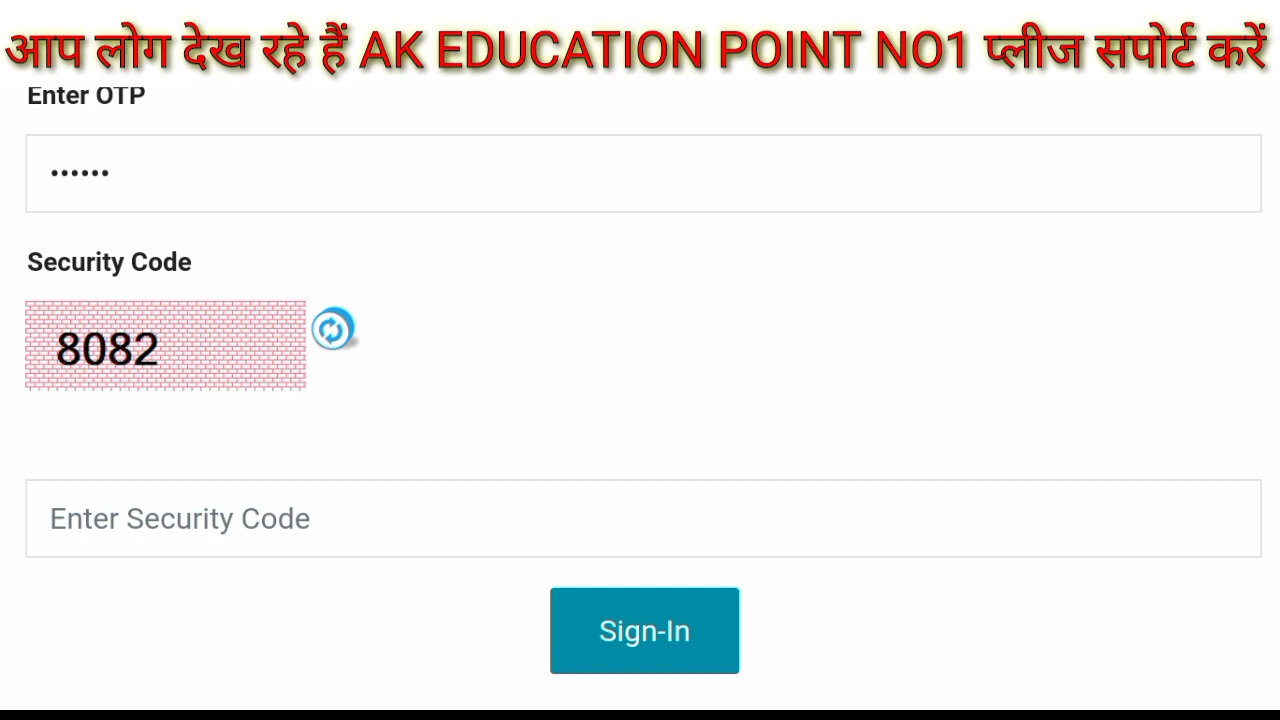 आप लोग देख रहे हैं AK EDUCATION POINT NO1 प्लीज सपोर्ट करें
Enter OTP
••••••
Security Code
8082
Enter Security Code
Sign-In